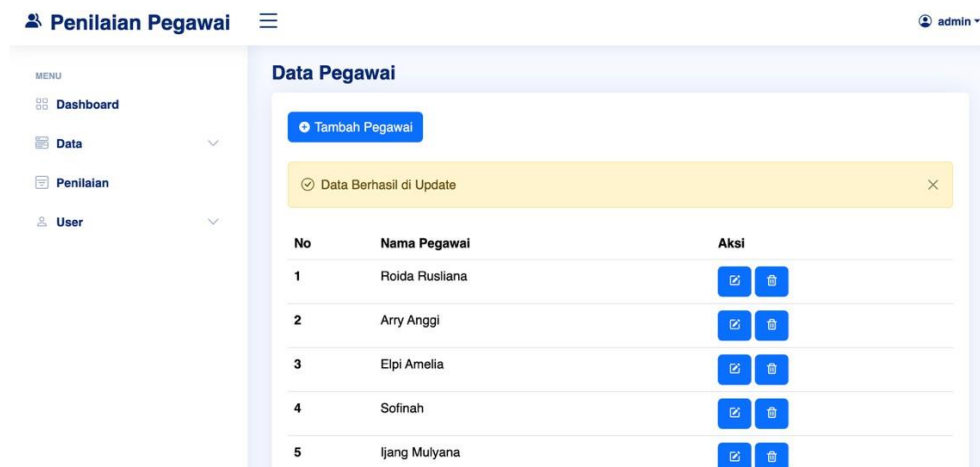 Penilaian Pegawai
admin
MENU
Dashboard
Data
Penilaian
User
Data Pegawai
Tambah Pegawai
Data Berhasil di Update
No Nama Pegawai Aksi
1 Roida Rusliana
2 Arry Anggi
3 Elpi Amelia
4 Sofinah
5 Ijang Mulyana